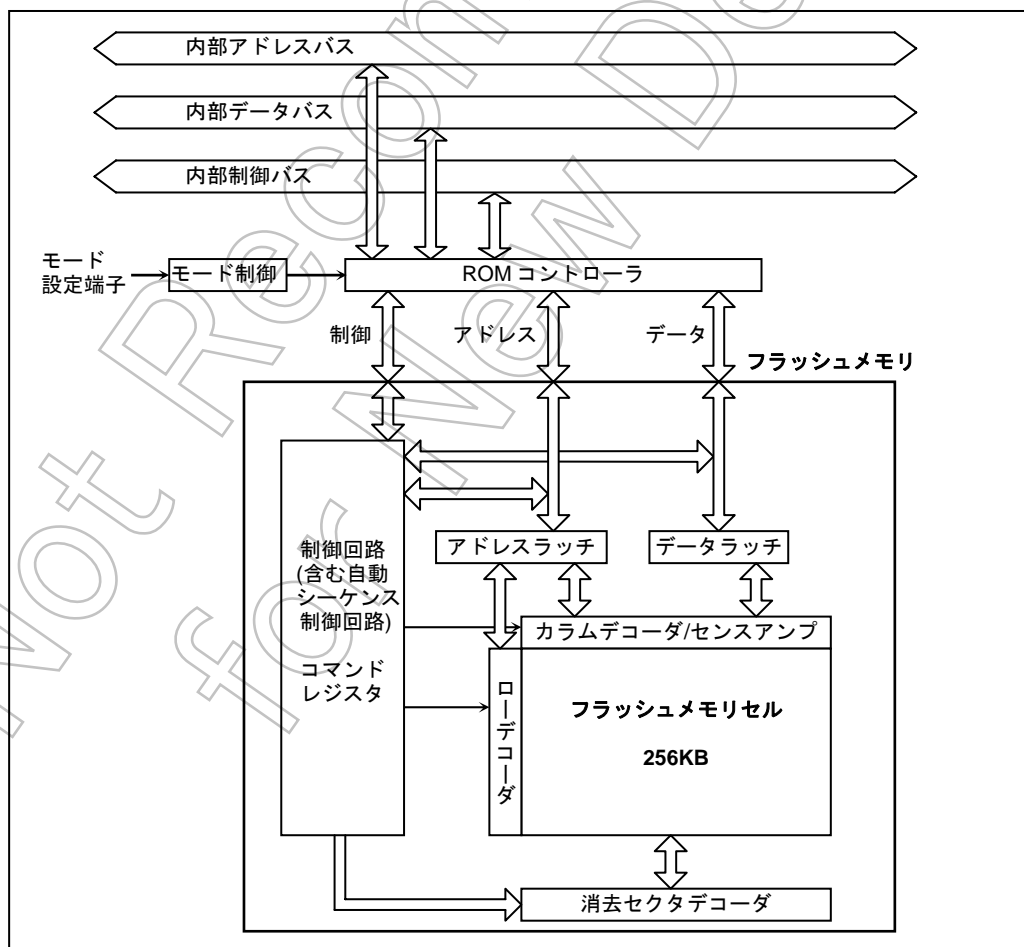 内部アドレスバス
内部データバス
内部制御バス
モード
設定端子
モード制御
ROM コントローラ
制御
アドレス
データ
フラッシュメモリ
制御回路
(含む自動
シーケンス
制御回路)
コマンド
レジスタ
アドレスラッチ
データラッチ
カラムデコーダ/センスアンプ
ローデコーダ
フラッシュメモリセル
256KB
消去セクタデコーダ
Not Recom
for New De